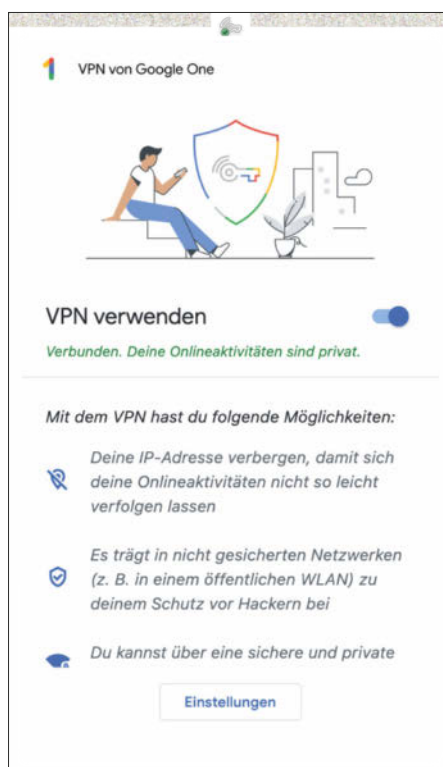 VPN von Google One
VPN verwenden
Verbunden. Deine Onlineaktivitäten sind privat.
Mit dem VPN hast du folgende Möglichkeiten:
Deine IP-Adresse verbergen, damit sich
deine Onlineaktivitäten nicht so leicht
verfolgen lassen
Es trägt in nicht gesicherten Netzwerken
(z. B. in einem öffentlichen WLAN) zu
deinem Schutz vor Hackern bei
Du kannst über eine sichere und private
Einstellungen